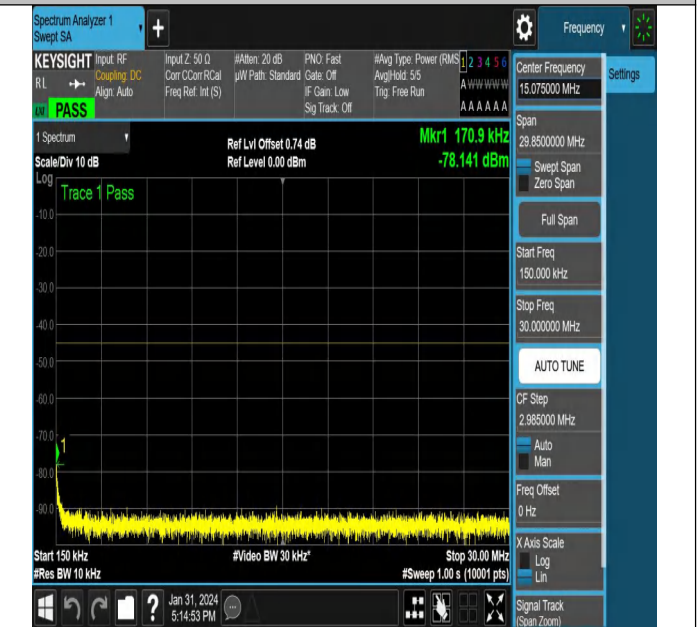 Spectrum Analyzer 1
Swept SA
+
Frequency
KEYSIGHT
RL
PASS
Input: RF
Coupling: DC
Align: Auto
Input Z: 50 Ω
Corr CCorr RCal
Freq Ref: Int (S)
#Atten: 20 dB
µW Path: Standard
PNO: Fast
Gate: Off
IF Gain: Low
Sig Track: Off
#Avg Type: Power (RMS
Avg|Hold: 5/5
Trig: Free Run
1 2 3 4 5 6
A W W W W W
A A A A A A
1 Spectrum
Scale/Div 10 dB
Log
Ref Lvl Offset 0.74 dB
Ref Level 0.00 dBm
Mkr1 170.9 kHz
-78.141 dBm
Trace 1 Pass
-10.0
-20.0
-30.0
-40.0
-50.0
-60.0
-70.0
1
-80.0
-90.0
Start 150 kHz
#Res BW 10 kHz
#Video BW 30 kHz*
Stop 30.00 MHz
#Sweep 1.00 s (10001 pts)
?
Jan 31, 2024
5:14:53 PM
Center Frequency
15.075000 MHz
Settings
Span
29.8500000 MHz
Swept Span
Zero Span
Full Span
Start Freq
150.000 kHz
Stop Freq
30.000000 MHz
AUTO TUNE
CF Step
2.985000 MHz
Auto
Man
Freq Offset
0 Hz
X Axis Scale
Log
Lin
Signal Track
(Span Zoom)